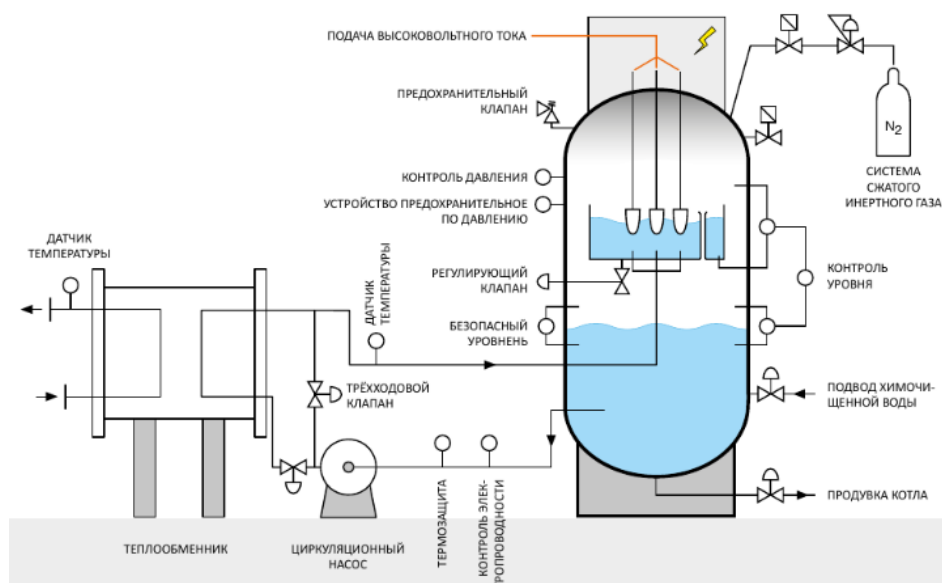 ПОДАЧА ВЫСОКОВОЛЬТНОГО ТОКА
ПРЕДОХРАНИТЕЛЬНЫЙ
КЛАПАН
N2
СИСТЕМА
СЖАТОГО
ИНЕРТНОГО ГАЗА
КОНТРОЛЬ ДАВЛЕНИЯ
УСТРОЙСТВО ПРЕДОХРАНИТЕЛЬНОЕ
ПО ДАВЛЕНИЮ
ДАТЧИК
ТЕМПЕРАТУРЫ
ДАТЧИК
ТЕМПЕРАТУРЫ
РЕГУЛИРУЮЩИЙ
КЛАПАН
КОНТРОЛЬ
УРОВНЯ
БЕЗОПАСНЫЙ
УРОВНЕНЬ
ТРЁХХОДОВОЙ
КЛАПАН
ПОДВОД ХИМОЧИ-
ЩЕННОЙ ВОДЫ
ПРОДУВКА КОТЛА
ТЕПЛООБМЕННИК
ЦИРКУЛЯЦИОННЫЙ
НАСОС
ТЕРМОЗАЩИТА
КОНТРОЛЬ ЭЛЕК-
РОПРОВОДНОСТИ